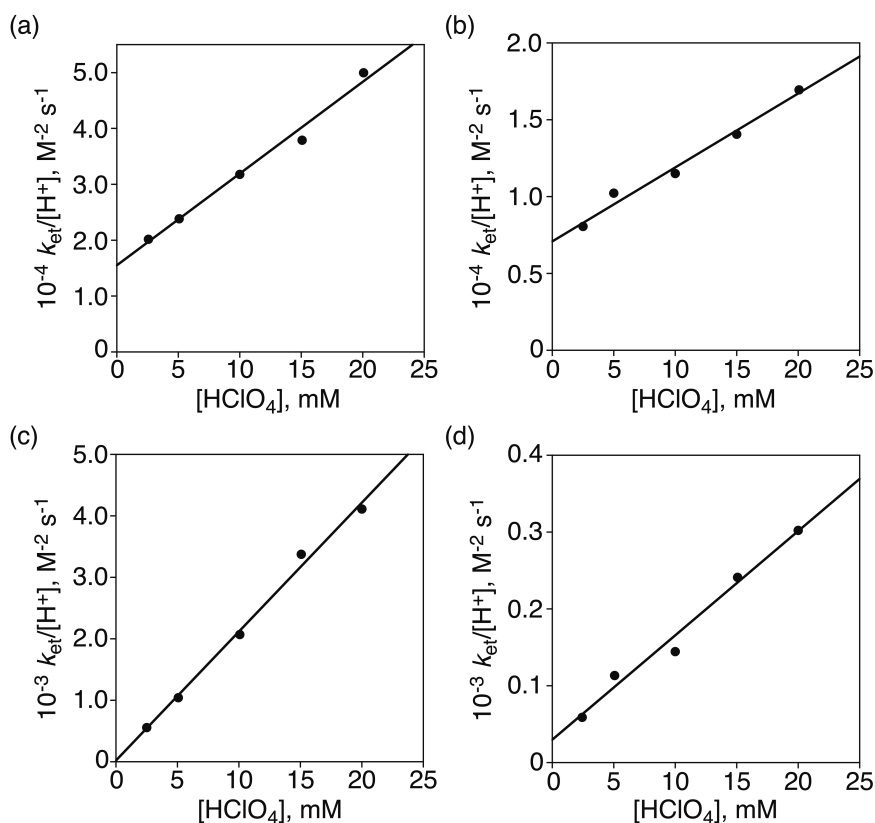 (a)
10⁻⁴ kₑₜ/[H⁺], M⁻² s⁻¹
5.0
4.0
3.0
2.0
1.0
0
0 5 10 15 20 25
[HClO₄], mM
(b)
10⁻⁴ kₑₜ/[H⁺], M⁻² s⁻¹
2.0
1.5
1.0
0.5
0
0 5 10 15 20 25
[HClO₄], mM
(c)
10⁻³ kₑₜ/[H⁺], M⁻² s⁻¹
5.0
4.0
3.0
2.0
1.0
0
0 5 10 15 20 25
[HClO₄], mM
(d)
10⁻³ kₑₜ/[H⁺], M⁻² s⁻¹
0.4
0.3
0.2
0.1
0
0 5 10 15 20 25
[HClO₄], mM